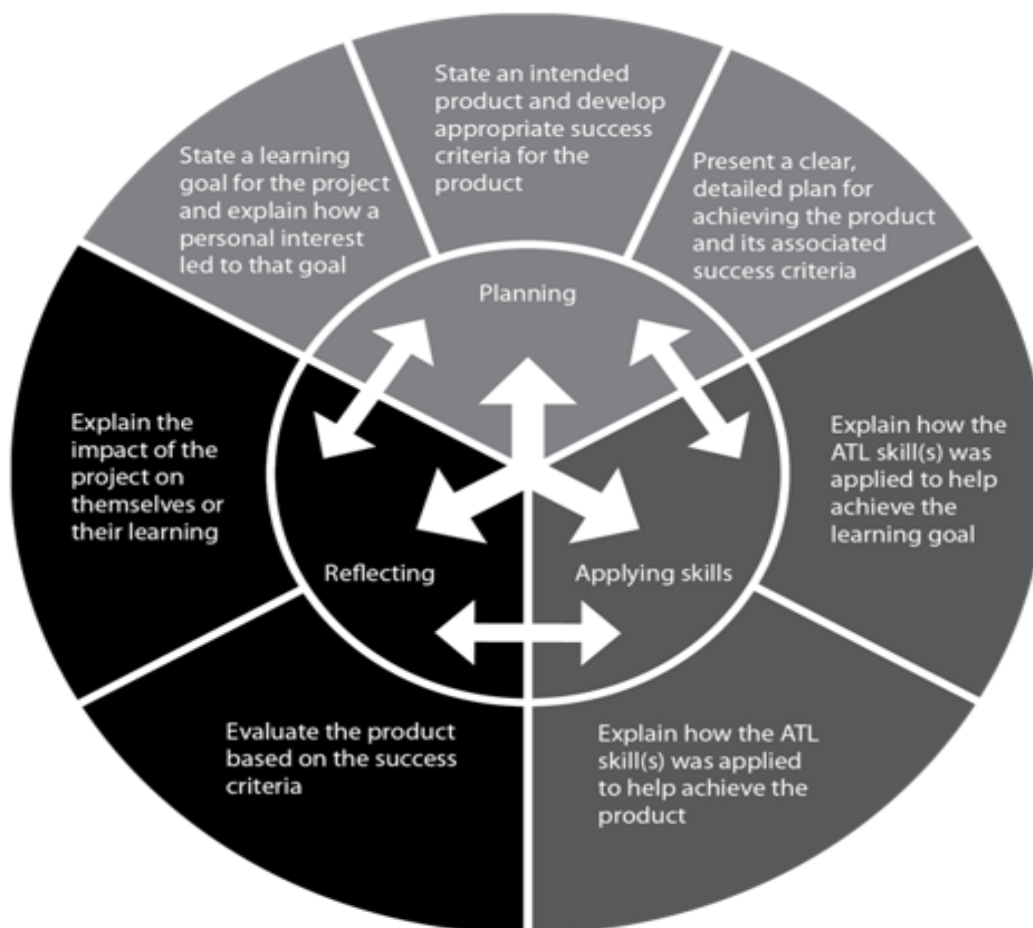 State an intended
product and develop
appropriate success
criteria for the
product
State a learning
goal for the project
and explain how a
personal interest
led to that goal
Present a clear,
detailed plan for
achieving the product
and its associated
success criteria
Planning
Explain the
impact of the
project on
themselves or
their learning
Explain how the
ATL skill(s) was
applied to help
achieve the
learning goal
Reflecting
Applying skills
Evaluate the product
based on the success
criteria
Explain how the ATL
skill(s) was applied
to help achieve the
product